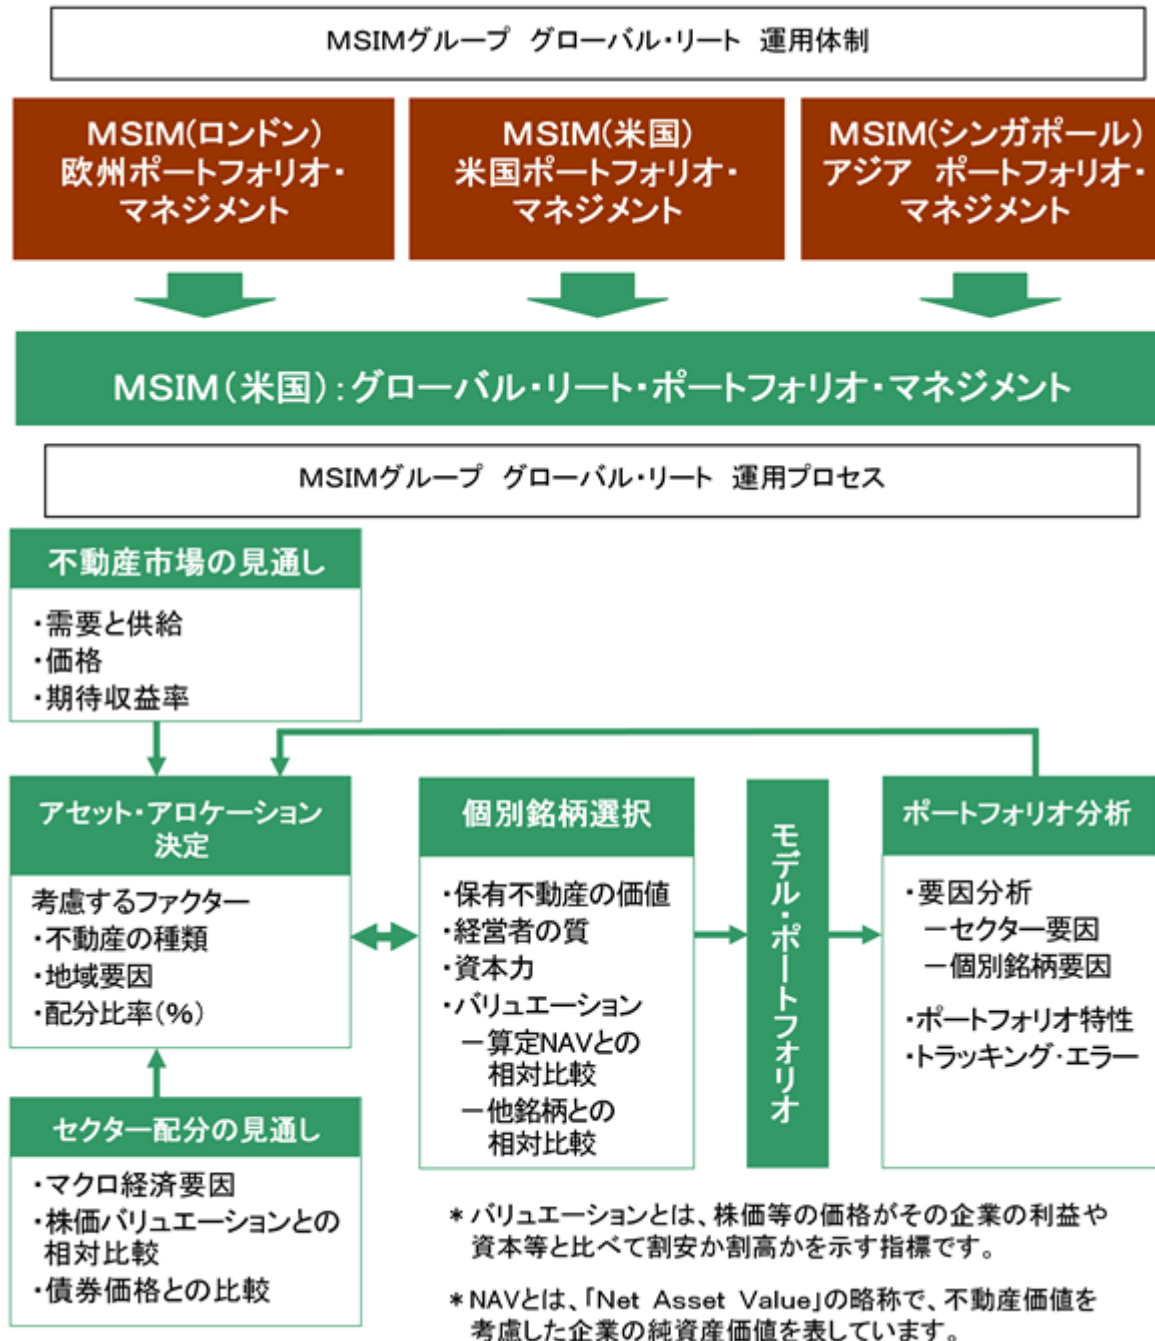 MSIMグループ グローバル・リート 運用体制
MSIM(ロンドン)
欧州ポートフォリオ・
マネジメント
MSIM(米国)
米国ポートフォリオ・
マネジメント
MSIM(シンガポール)
アジア ポートフォリオ・
マネジメント
MSIM(米国):グローバル・リート・ポートフォリオ・マネジメント
MSIMグループ グローバル・リート 運用プロセス
不動産市場の見通し
・需要と供給
・価格
・期待収益率
アセット・アロケーション
決定
考慮するファクター
・不動産の種類
・地域要因
・配分比率(%)
セクター配分の見通し
・マクロ経済要因
・株価バリュエーションとの
相対比較
・債券価格との比較
個別銘柄選択
・保有不動産の価値
・経営者の質
・資本力
・バリュエーション
－算定NAVとの
相対比較
－他銘柄との
相対比較
モデル・ポートフォリオ
ポートフォリオ分析
・要因分析
－セクター要因
－個別銘柄要因
・ポートフォリオ特性
・トラッキング・エラー
＊バリュエーションとは、株価等の価格がその企業の利益や
資本等と比べて割安か割高かを示す指標です。
＊NAVとは、「Net Asset Value」の略称で、不動産価値を
考慮した企業の純資産価値を表しています。